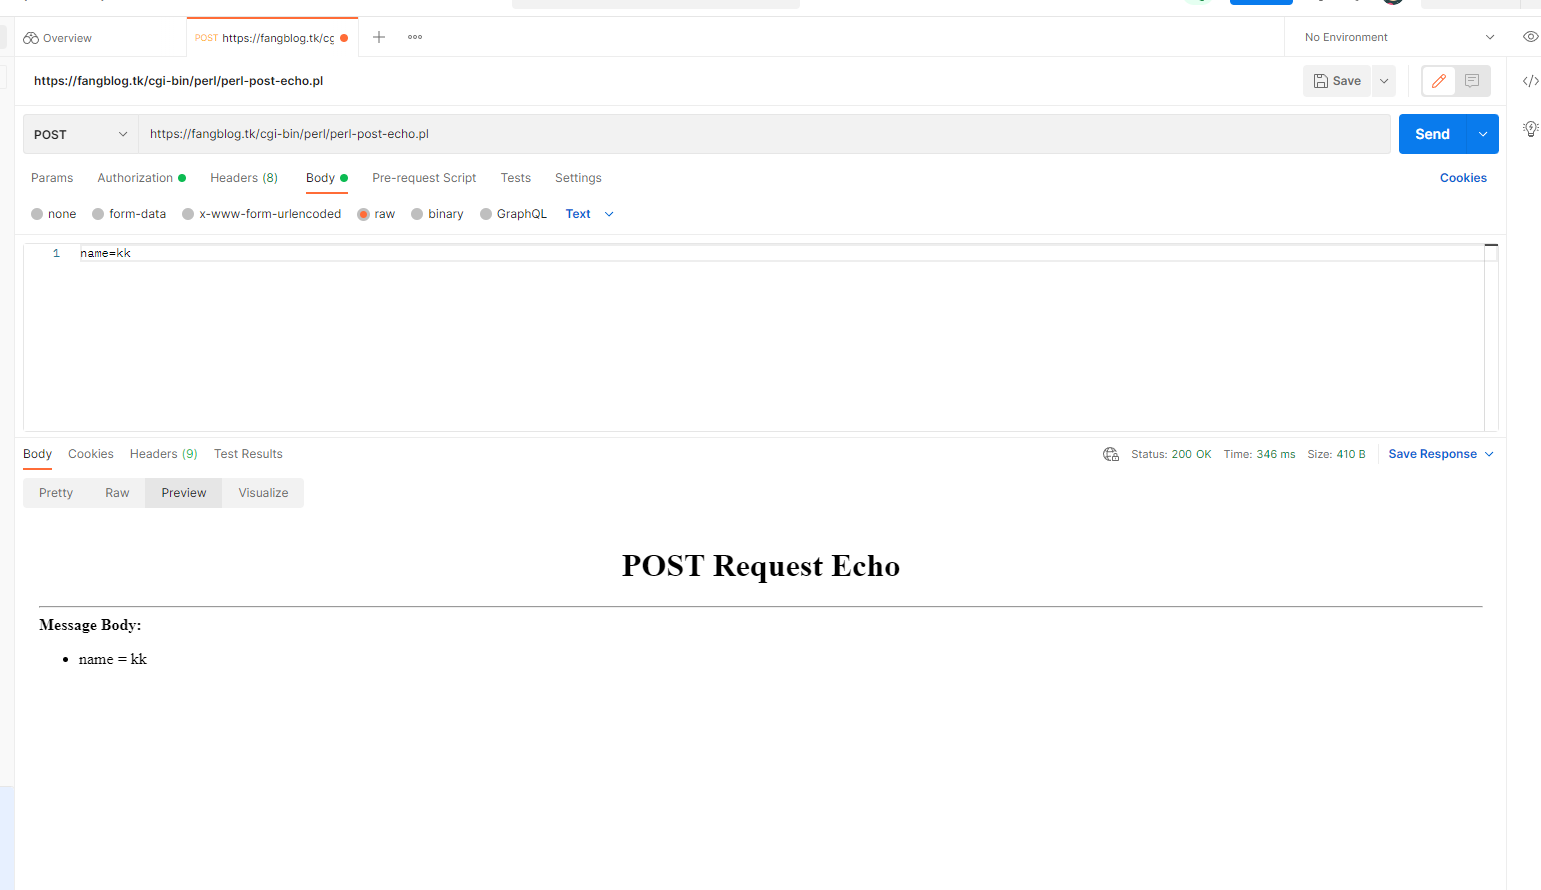 Overview
POST https://fangblog.tk/cg
No Environment
https://fangblog.tk/cgi-bin/perl/perl-post-echo.pl
Save
POST
https://fangblog.tk/cgi-bin/perl/perl-post-echo.pl
Send
Params Authorization Headers (8) Body Pre-request Script Tests Settings Cookies
none form-data x-www-form-urlencoded raw binary GraphQL Text
1 name=kk
Body Cookies Headers (9) Test Results Status: 200 OK Time: 346 ms Size: 410 B Save Response
Pretty Raw Preview Visualize
POST Request Echo
Message Body:
• name = kk